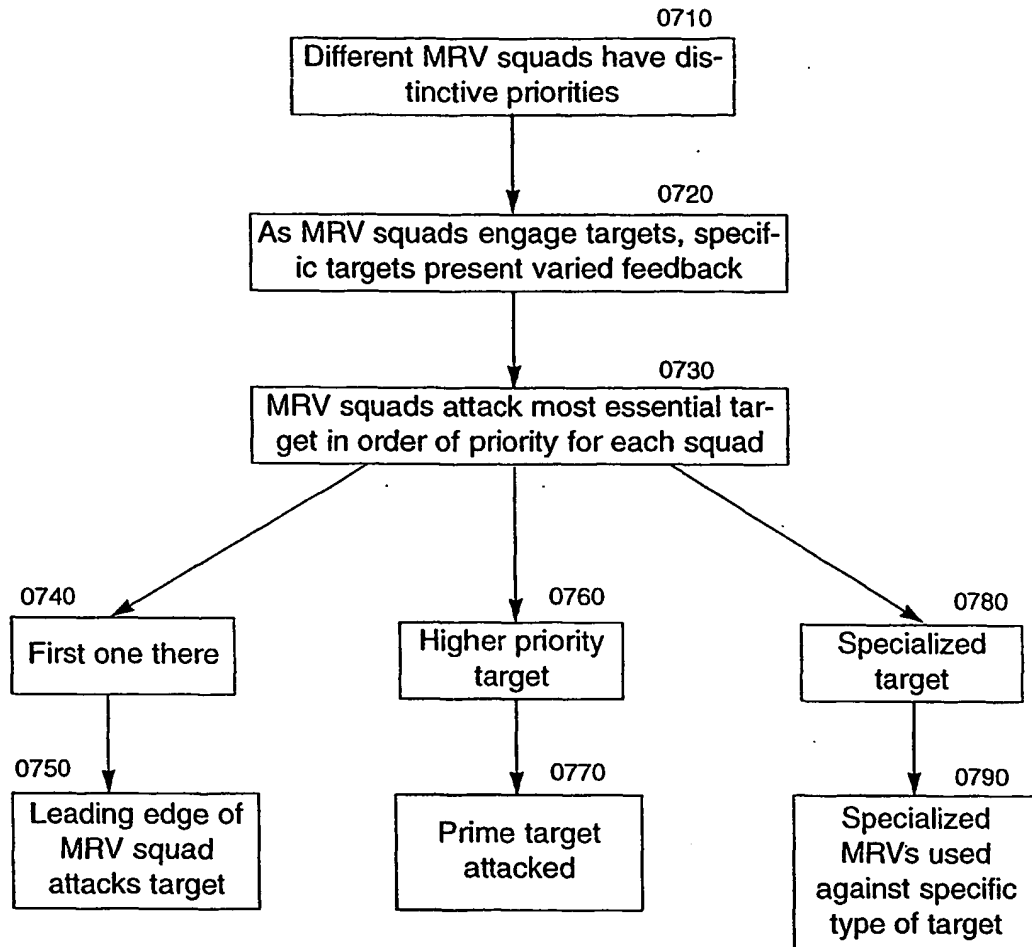 0710
Different MRV squads have dis-
tinctive priorities
0720
As MRV squads engage targets, specif-
ic targets present varied feedback
0730
MRV squads attack most essential tar-
get in order of priority for each squad
0740
First one there
0760
Higher priority
target
0780
Specialized
target
0750
Leading edge of
MRV squad
attacks target
0770
Prime target
attacked
0790
Specialized
MRV's used
against specific
type of target